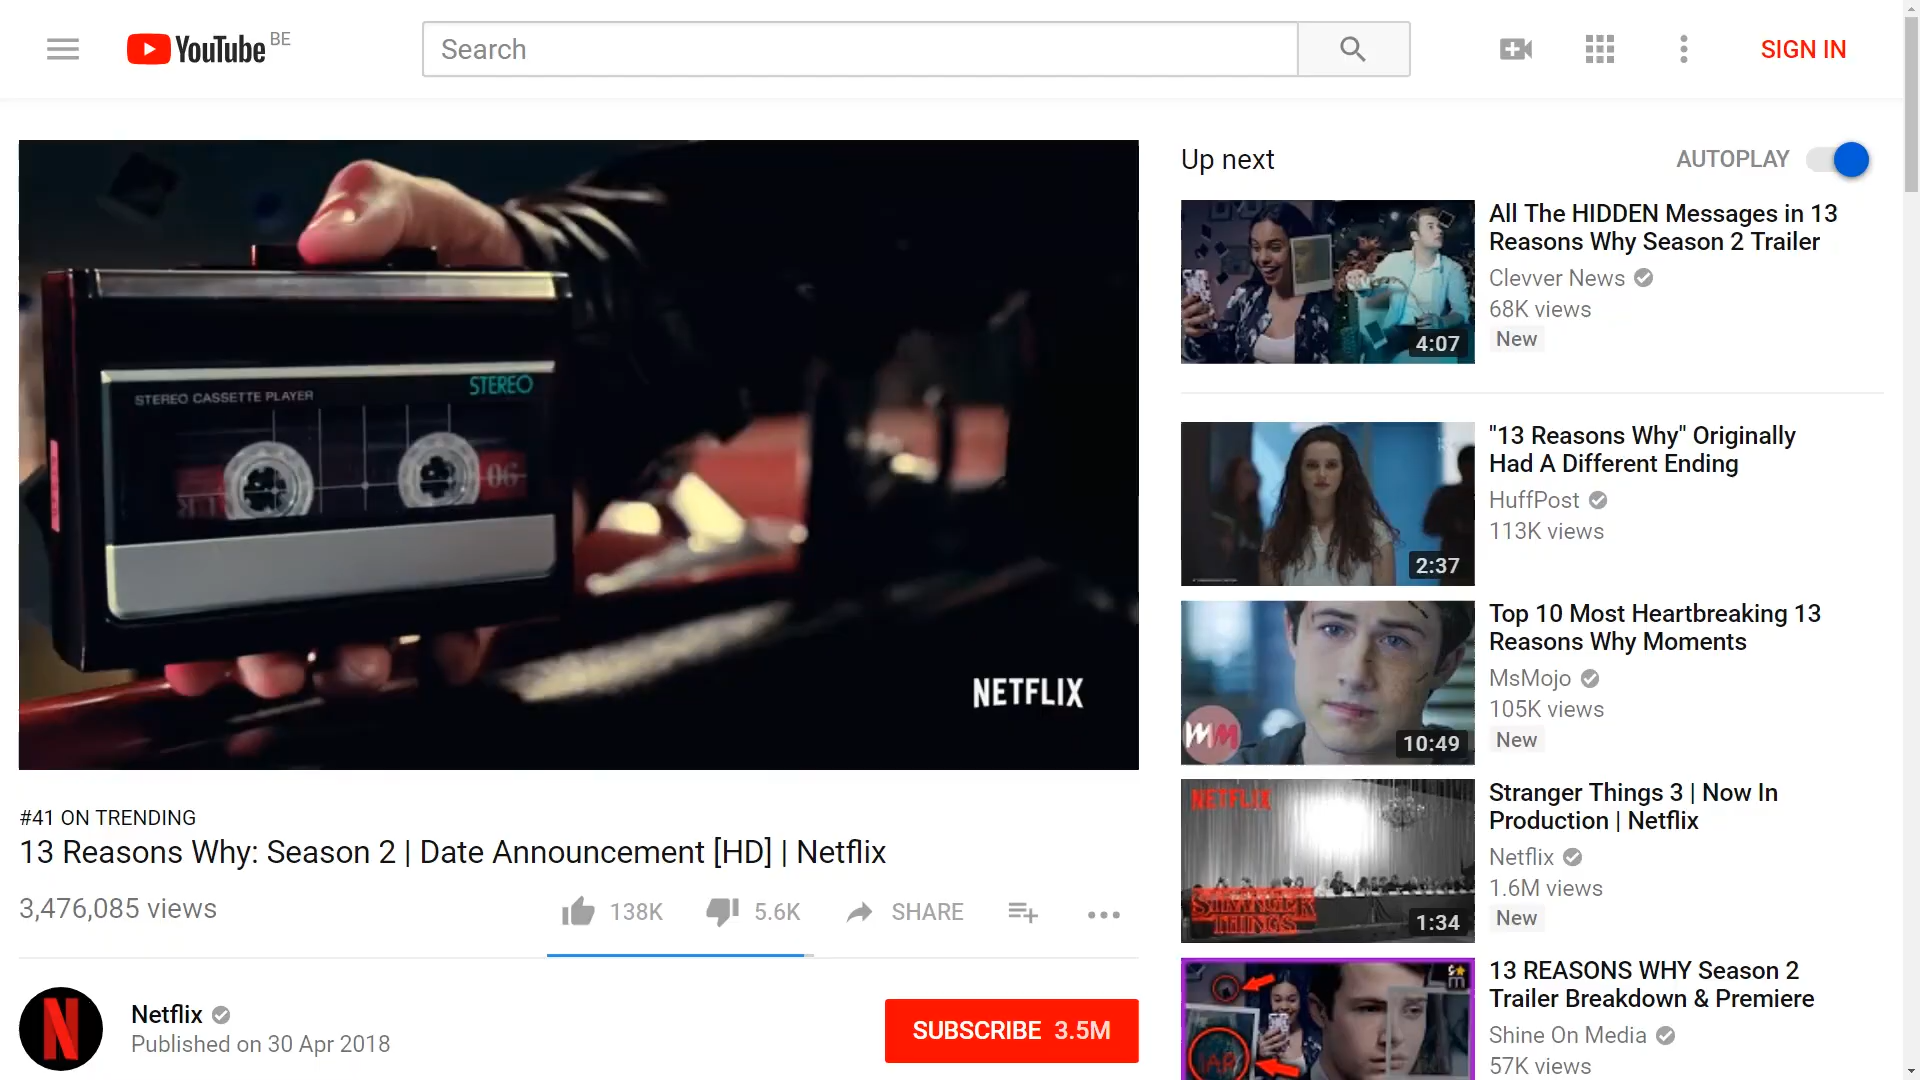 YouTube BE
Search
SIGN IN
STEREO CASSETTE PLAYER
STEREO
06
NETFLIX
#41 ON TRENDING
13 Reasons Why: Season 2 | Date Announcement [HD] | Netflix
3,476,085 views
138K
5.6K
SHARE
Netflix
Published on 30 Apr 2018
SUBSCRIBE 3.5M
Up next
AUTOPLAY
4:07
All The HIDDEN Messages in 13
Reasons Why Season 2 Trailer
Clevver News
68K views
New
2:37
"13 Reasons Why" Originally
Had A Different Ending
HuffPost
113K views
MM
10:49
Top 10 Most Heartbreaking 13
Reasons Why Moments
MsMojo
105K views
New
NETFLIX
STRANGER
THINGS
1:34
Stranger Things 3 | Now In
Production | Netflix
Netflix
1.6M views
New
13 REASONS WHY Season 2
Trailer Breakdown & Premiere
Shine On Media
57K views